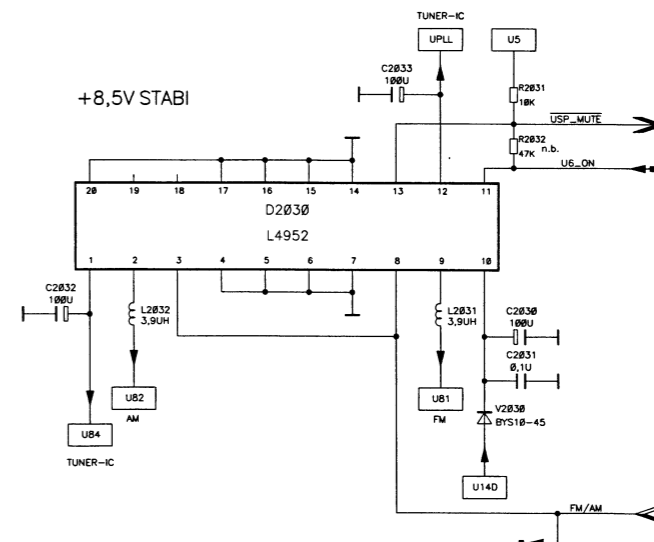 TUNER-IC
UPLL
U5
C2033
100U
R2031
10K
+8,5V STABI
USP_MUTE
R2032
47K n.b.
U6_ON
20 19 18 17 16 15 14 13 12 11
D2030
L4952
1 2 3 4 5 6 7 8 9 10
C2032
100U
L2032
3,9UH
L2031
3,9UH
C2030
100U
C2031
0,1U
U82
AM
U81
FM
V2030
BYS10-45
U84
TUNER-IC
U14D
FM/AM